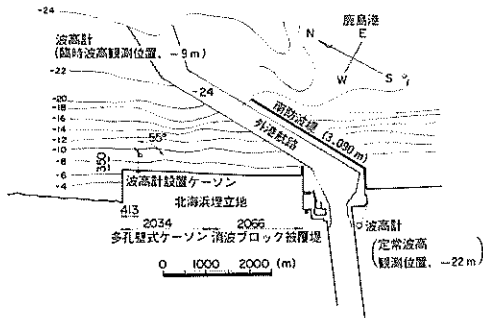 -24
鹿島港
N
E
W
S
波高計
(臨時波高観測位置、-9m)
-22
-24
-20
-18
-16
-14
-12
-10
-8
-6
-4
南防波堤 (3,090m)
外港航路
55°
350
波高計設置ケーソン
北海浜埋立地
413
2034
2066
多孔壁式ケーソン 消波ブロック被覆堤
波高計
(定常波高
観測位置、-22m)
0 1000 2000 (m)